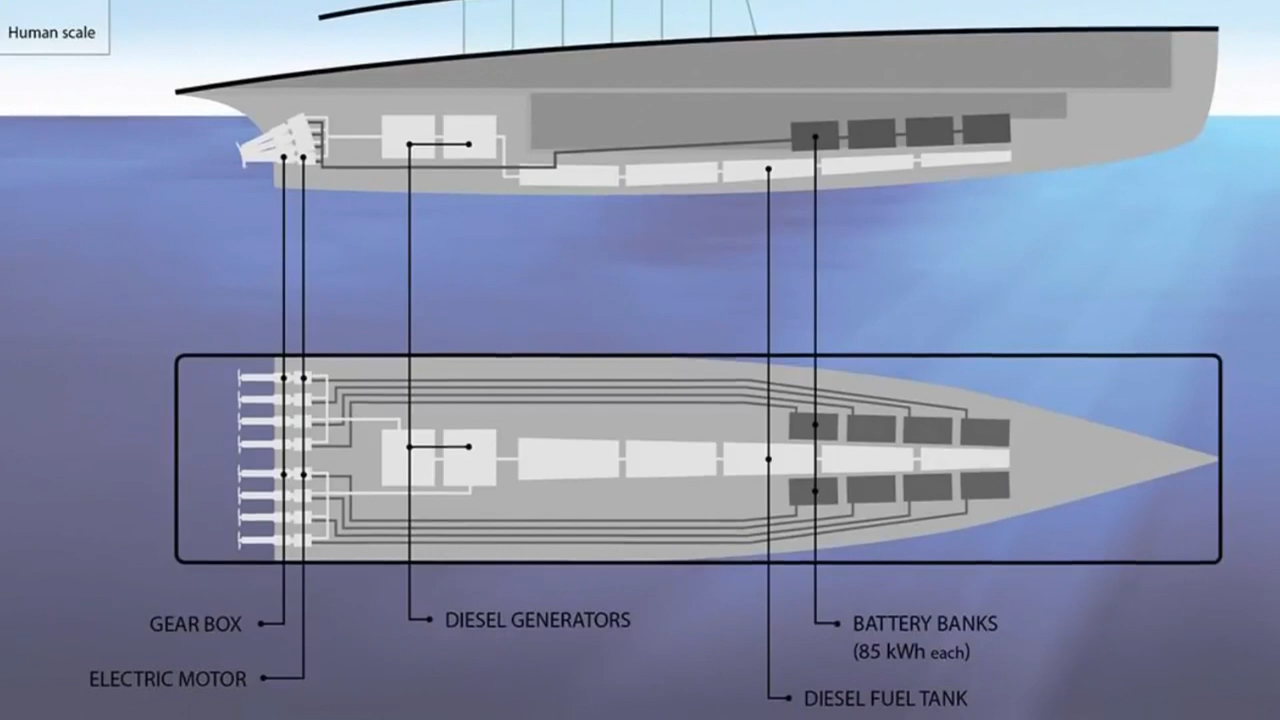 Human scale
GEAR BOX
DIESEL GENERATORS
BATTERY BANKS
(85 kWh each)
ELECTRIC MOTOR
DIESEL FUEL TANK